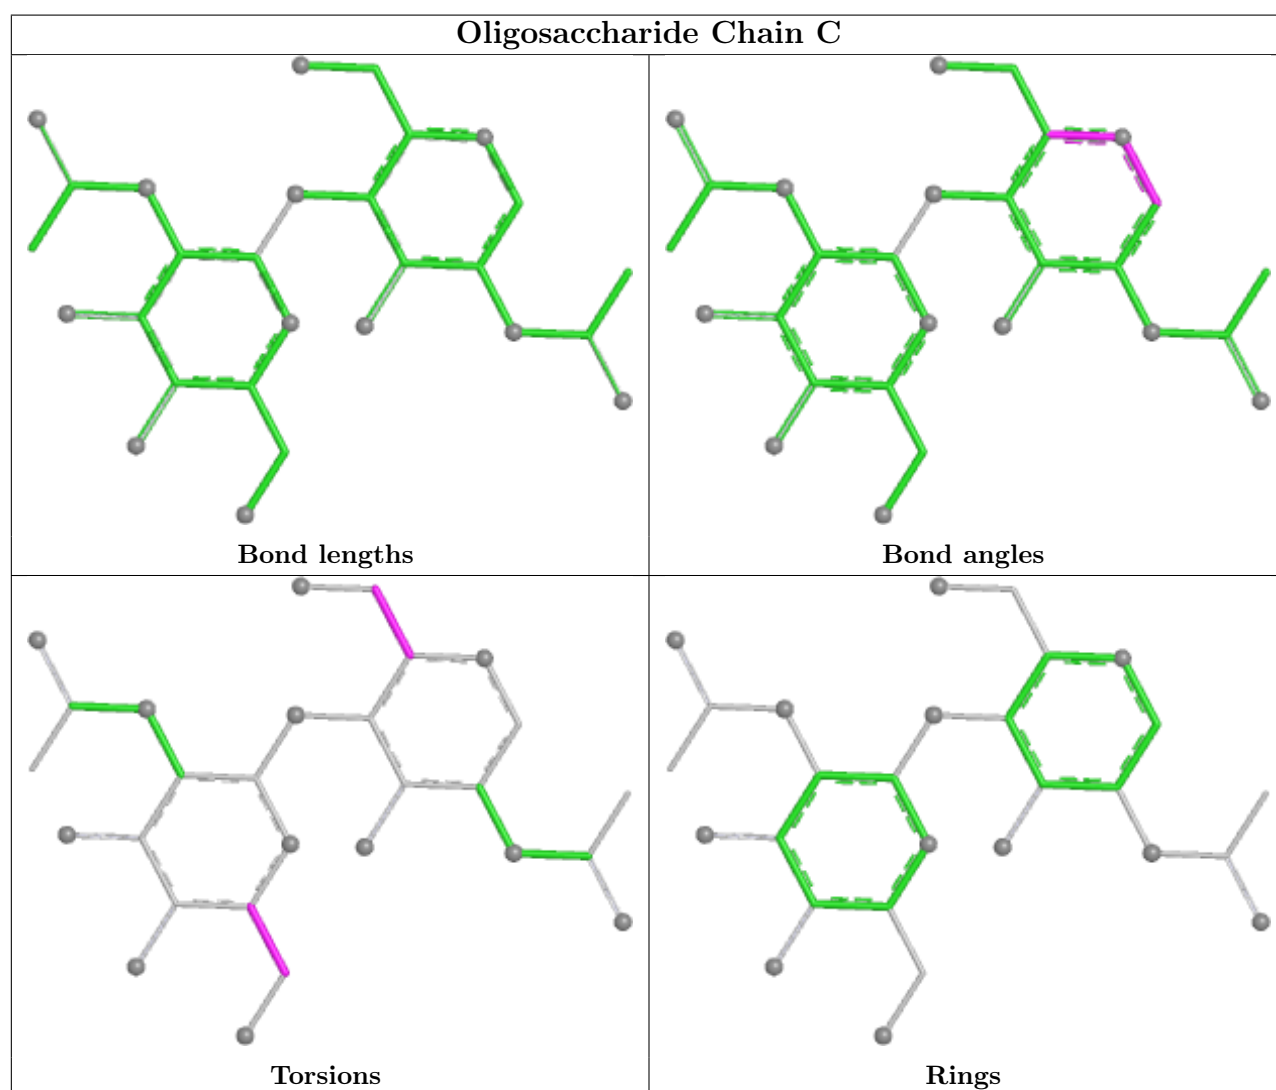 Oligosaccharide Chain C
Bond lengths
Bond angles
Torsions
Rings